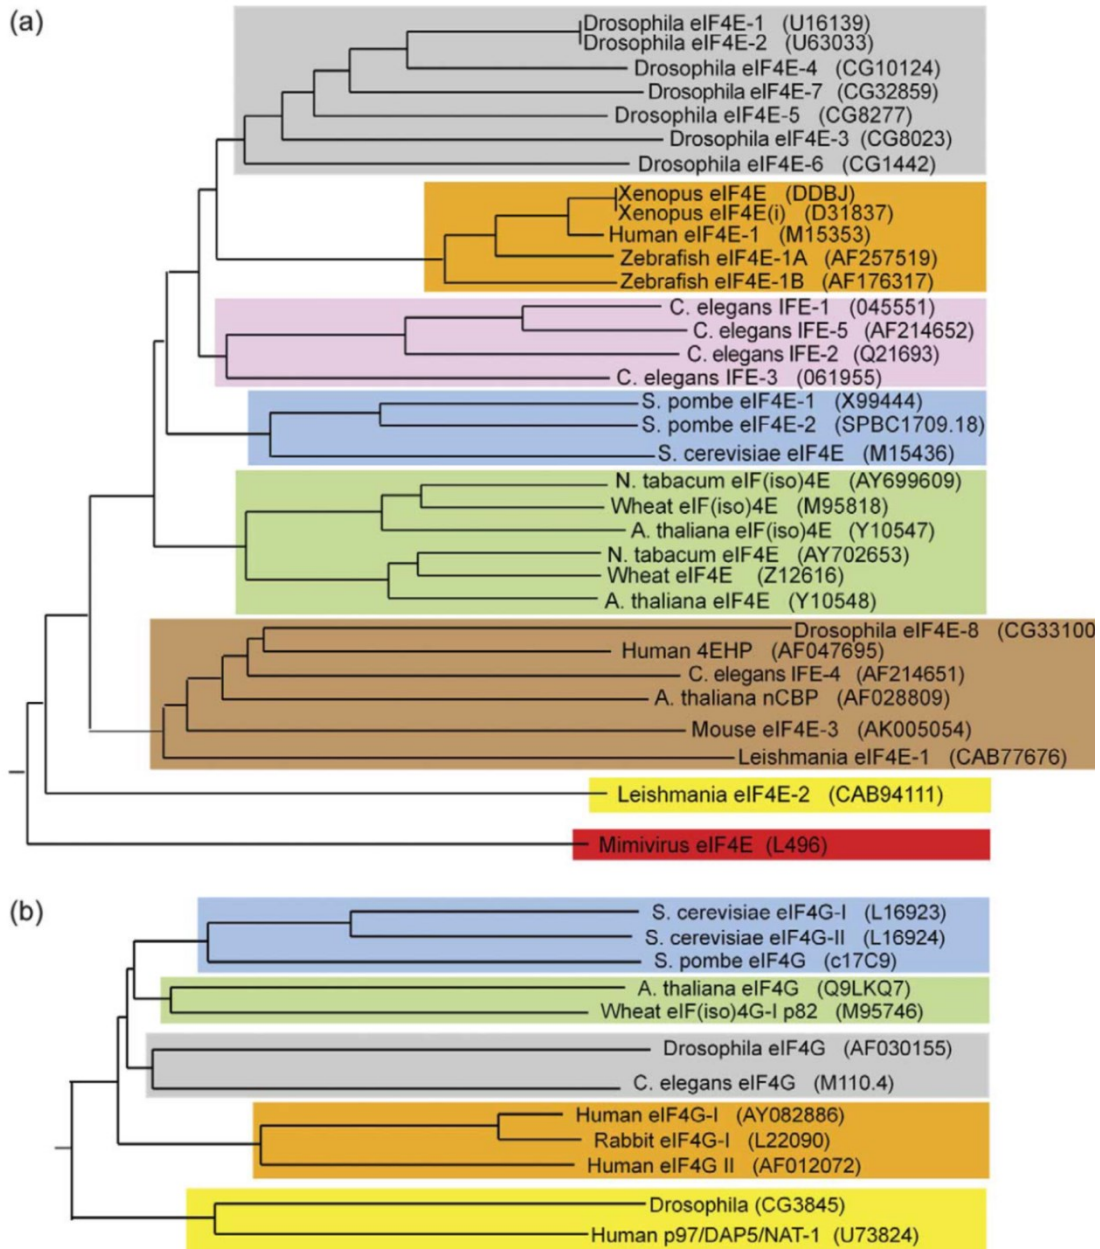 (a)
Drosophila eIF4E-1 (U16139)
Drosophila eIF4E-2 (U63033)
Drosophila eIF4E-4 (CG10124)
Drosophila eIF4E-7 (CG32859)
Drosophila eIF4E-5 (CG8277)
Drosophila eIF4E-3 (CG8023)
Drosophila eIF4E-6 (CG1442)
Xenopus eIF4E (DDBJ)
Xenopus eIF4E(i) (D31837)
Human eIF4E-1 (M15353)
Zebrafish eIF4E-1A (AF257519)
Zebrafish eIF4E-1B (AF176317)
C. elegans IFE-1 (045551)
C. elegans IFE-5 (AF214652)
C. elegans IFE-2 (Q21693)
C. elegans IFE-3 (061955)
S. pombe eIF4E-1 (X99444)
S. pombe eIF4E-2 (SPBC1709.18)
S. cerevisiae eIF4E (M15436)
N. tabacum eIF(iso)4E (AY699609)
Wheat eIF(iso)4E (M95818)
A. thaliana eIF(iso)4E (Y10547)
N. tabacum eIF4E (AY702653)
Wheat eIF4E (Z12616)
A. thaliana eIF4E (Y10548)
Drosophila eIF4E-8 (CG33100
Human 4EHP (AF047695)
C. elegans IFE-4 (AF214651)
A. thaliana nCBP (AF028809)
Mouse eIF4E-3 (AK005054)
Leishmania eIF4E-1 (CAB77676)
Leishmania eIF4E-2 (CAB94111)
Mimivirus eIF4E (L496)
(b)
S. cerevisiae eIF4G-I (L16923)
S. cerevisiae eIF4G-II (L16924)
S. pombe eIF4G (c17C9)
A. thaliana eIF4G (Q9LKQ7)
Wheat eIF(iso)4G-I p82 (M95746)
Drosophila eIF4G (AF030155)
C. elegans eIF4G (M110.4)
Human eIF4G-I (AY082886)
Rabbit eIF4G-I (L22090)
Human eIF4G II (AF012072)
Drosophila (CG3845)
Human p97/DAP5/NAT-1 (U73824)